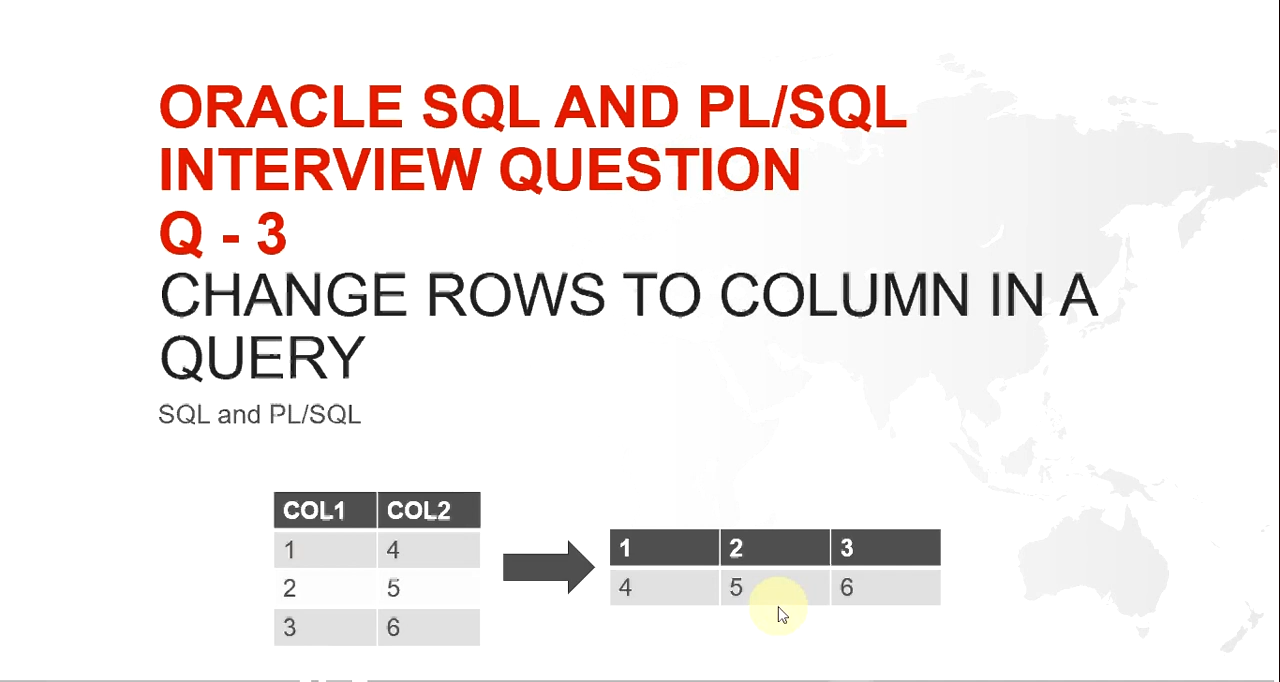 ORACLE SQL AND PL/SQL
INTERVIEW QUESTION
Q - 3
CHANGE ROWS TO COLUMN IN A
QUERY
SQL and PL/SQL
COL1 COL2
1 4
2 5
3 6
1 2 3
4 5 6